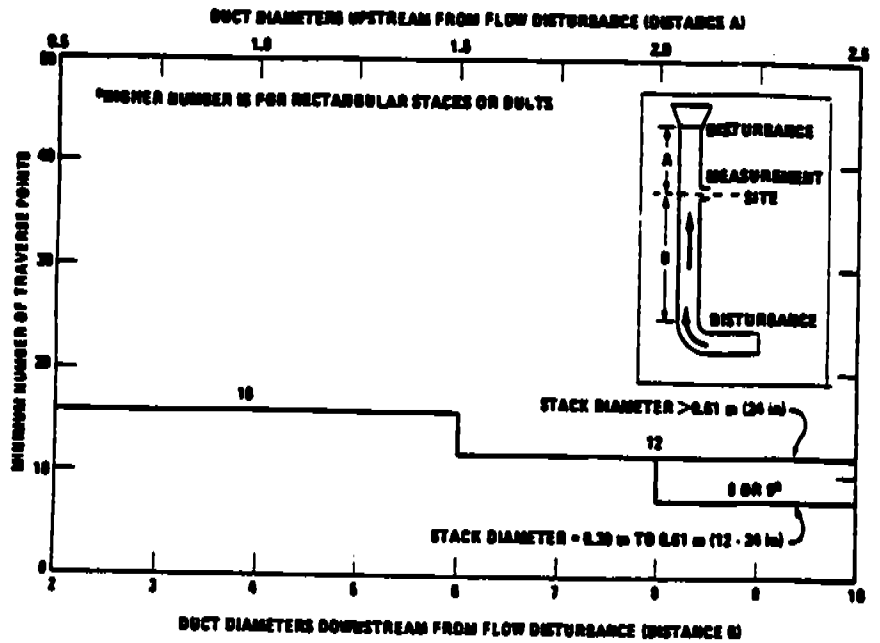 DUCT DIAMETERS UPSTREAM FROM FLOW DISTURBANCE (DISTANCE A)
0.5 1.0 1.5 2.0 2.5
50
40
30
20
10
0
MINIMUM NUMBER OF TRAVERSE POINTS
HIGHER NUMBER IS FOR RECTANGULAR STACKS OR
DISTURBANCE
A
MEASUREMENT
SITE
B
DISTURBANCE
16
STACK DIAMETER >0.61 m (24 in)
12
8 OR 9ª
STACK DIAMETER = 0.30 m TO 0.61 m (12 - 24 in)
2 3 4 5 6 7 8 9 10
DUCT DIAMETERS DOWNSTREAM FROM FLOW DISTURBANCE (DISTANCE B)